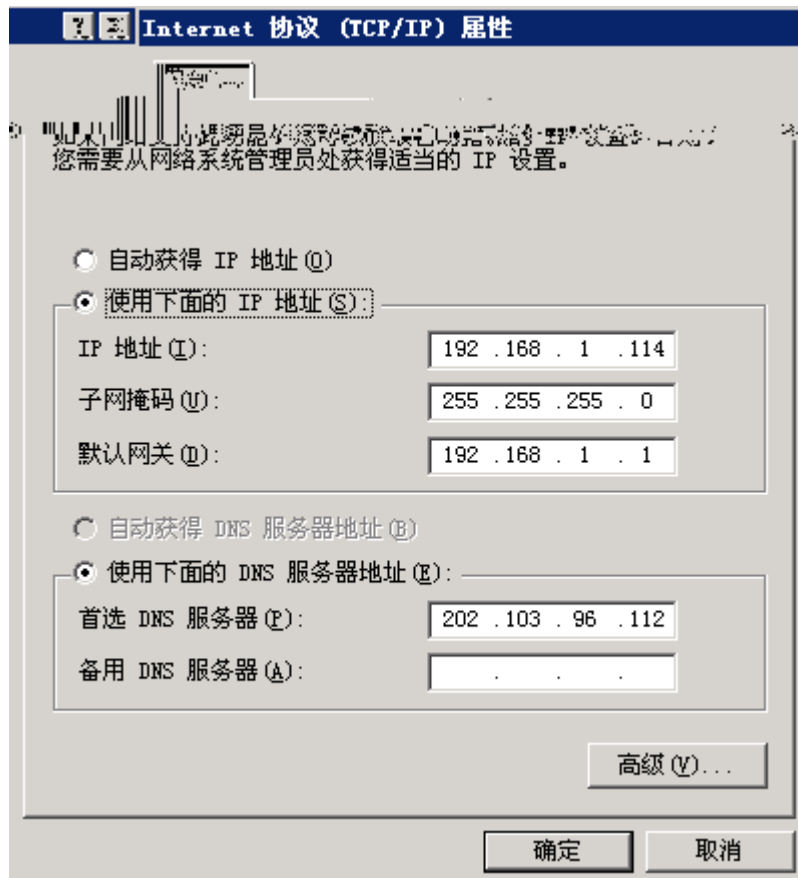 Internet 协议 (TCP/IP) 属性
您需要从网络系统管理员处获得适当的 IP 设置。
自动获得 IP 地址(O)
使用下面的 IP 地址(S):
IP 地址(I):
192 .168 . 1 .114
子网掩码(U):
255 .255 .255 . 0
默认网关(D):
192 .168 . 1 . 1
自动获得 DNS 服务器地址(B)
使用下面的 DNS 服务器地址(E):
首选 DNS 服务器(P):
202 .103 . 96 .112
备用 DNS 服务器(A):
高级(V)...
确定
取消